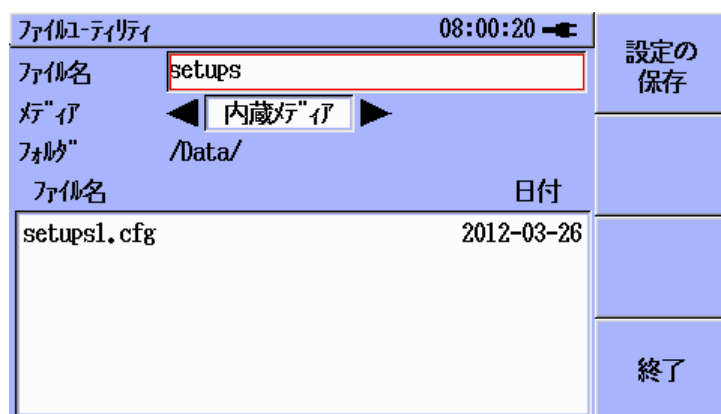 ファイルユーティリティ 08:00:20
設定の
保存
ファイル名 setups
メディア 内蔵メディア
フォルダ /Data/
ファイル名 日付
setups1.cfg 2012-03-26
終了